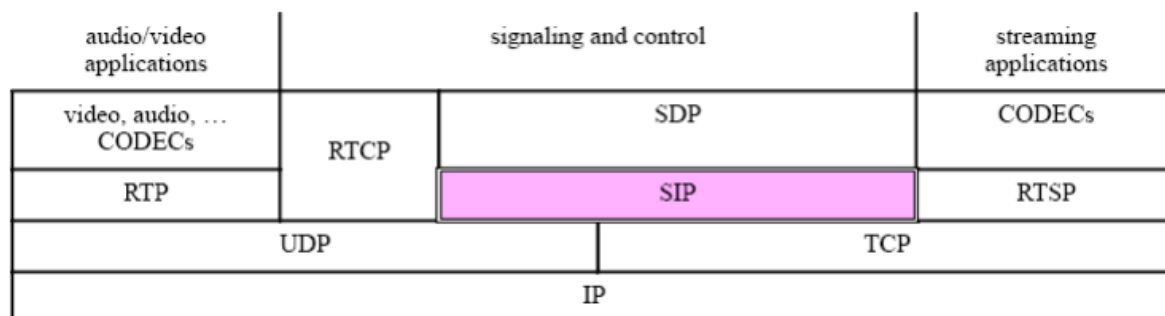 audio/video
applications
signaling and control
streaming
applications
video, audio, …
CODECs
RTCP
SDP
CODECs
RTP
SIP
RTSP
UDP
TCP
IP